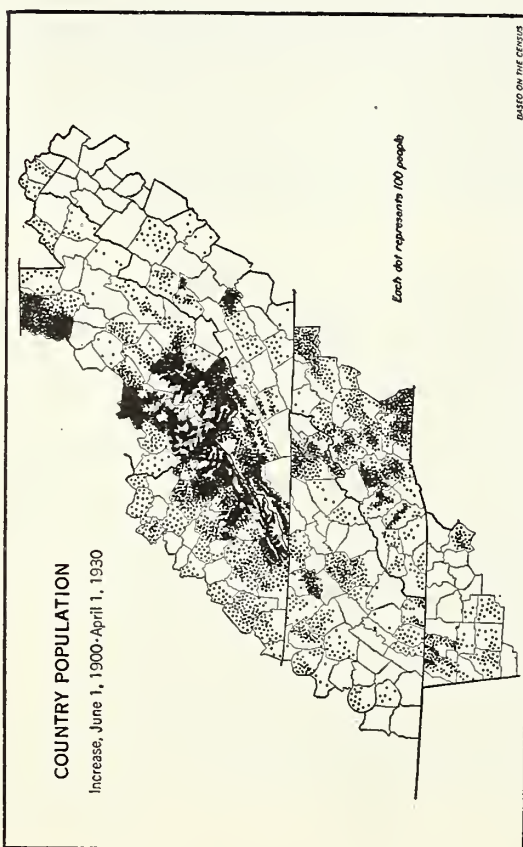 COUNTRY POPULATION
Increase, June 1, 1900-April 1, 1930
Each dot represents 100 people
BASED ON THE CENSUS